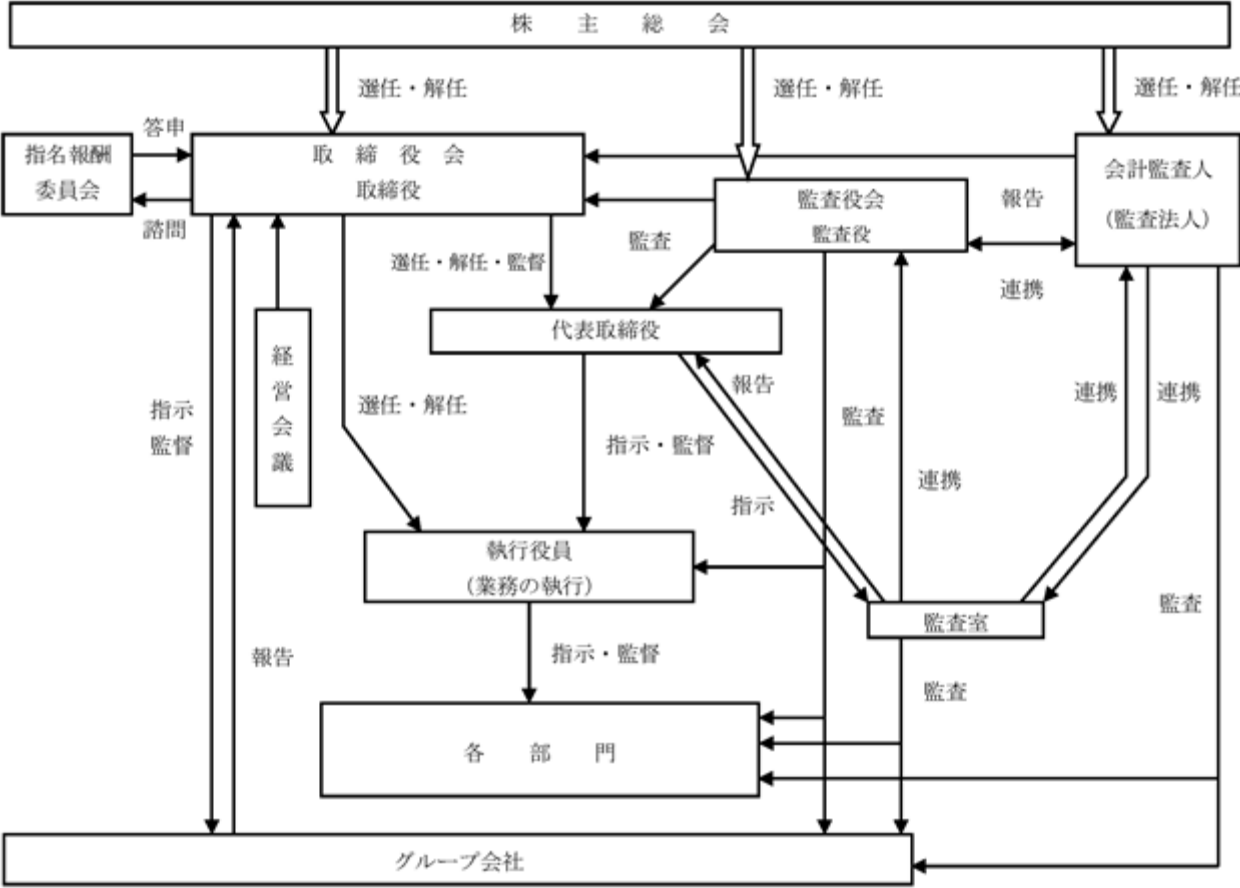 株 主 総 会
選任・解任
選任・解任
選任・解任
答申
指名報酬
委員会
諮問
取 締 役 会
取締役
監査役会
監査役
報告
連携
会計監査人
（監査法人）
選任・解任・監督
監査
代表取締役
経営会議
指示
監督
選任・解任
報告
監査
連携
連携
指示・監督
指示
連携
執行役員
（業務の執行）
監査室
監査
報告
指示・監督
監査
各 部 門
グループ会社